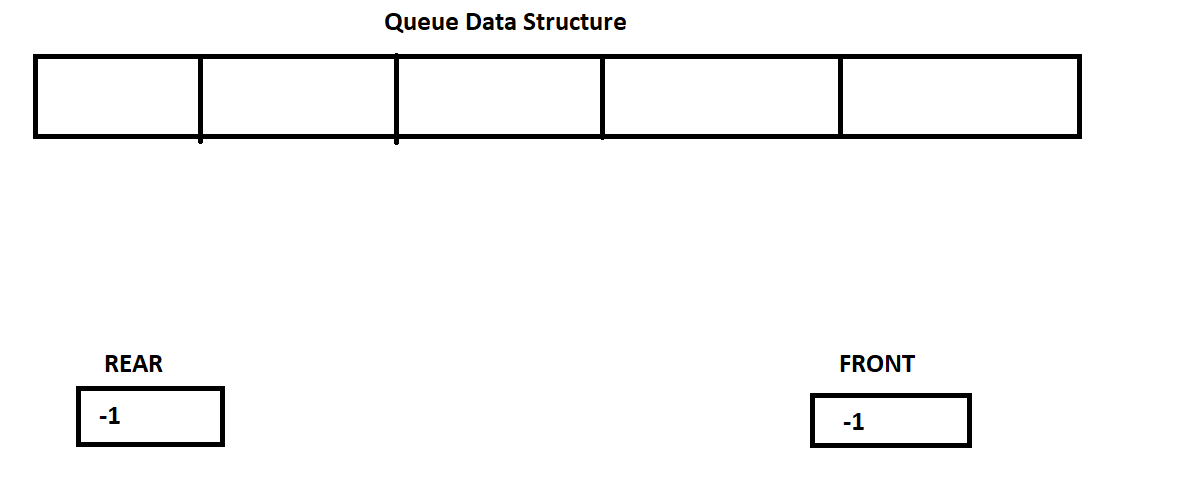 Queue Data Structure
REAR
FRONT
-1
-1